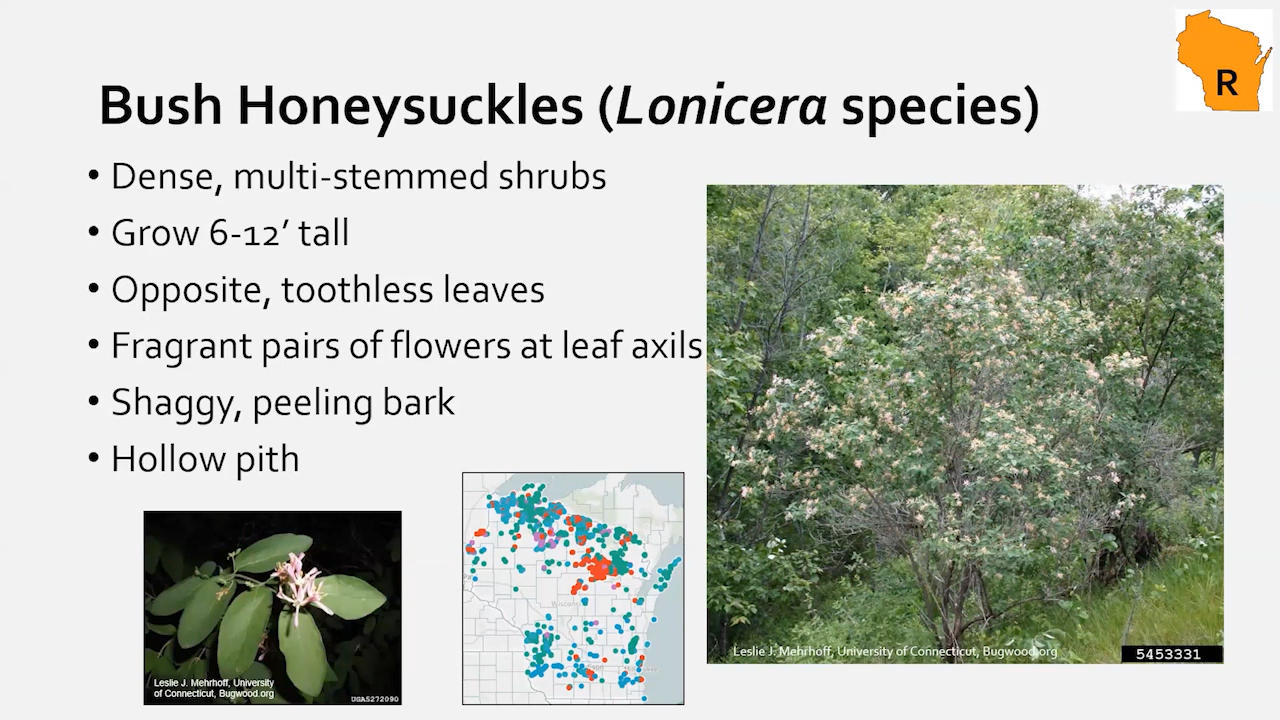 R
Bush Honeysuckles (Lonicera species)
• Dense, multi-stemmed shrubs
• Grow 6-12’ tall
• Opposite, toothless leaves
• Fragrant pairs of flowers at leaf axils
• Shaggy, peeling bark
• Hollow pith
Leslie J. Mehrhoff, University
of Connecticut, Bugwood.org
UGA5272090
Leslie J. Mehrhoff, University of Connecticut, Bugwood.org
5453331